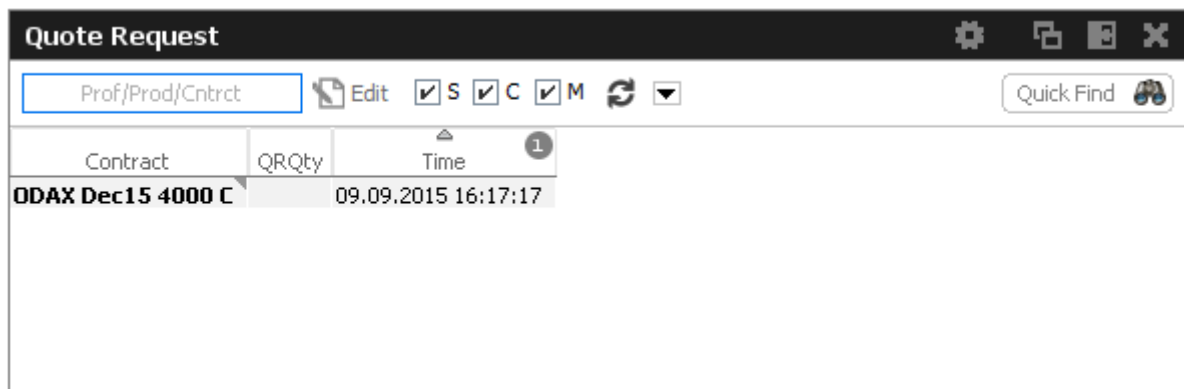 Quote Request
Prof/Prod/Cntrct Edit S C M Quick Find
Contract QRQty Time 1
ODAX Dec15 4000 C 09.09.2015 16:17:17